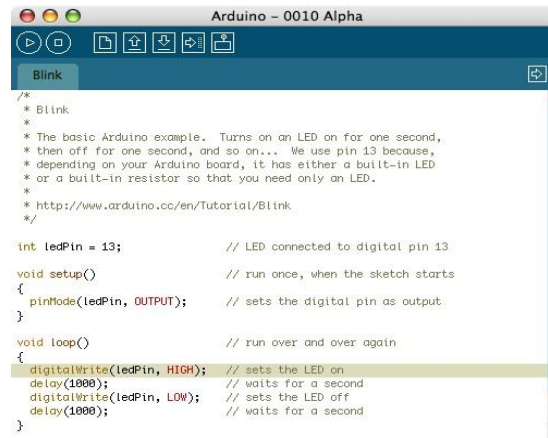 Arduino - 0010 Alpha
Blink
/*
 * Blink
 *
 * The basic Arduino example.  Turns on an LED on for one second,
 * then off for one second, and so on...  We use pin 13 because,
 * depending on your Arduino board, it has either a built-in LED
 * or a built-in resistor so that you need only an LED.
 *
 * http://www.arduino.cc/en/Tutorial/Blink
 */
int ledPin = 13;                // LED connected to digital pin 13
void setup()                    // run once, when the sketch starts
{
  pinMode(ledPin, OUTPUT);      // sets the digital pin as output
}
void loop()                     // run over and over again
{
  digitalWrite(ledPin, HIGH);   // sets the LED on
  delay(1000);                  // waits for a second
  digitalWrite(ledPin, LOW);    // sets the LED off
  delay(1000);                  // waits for a second
}